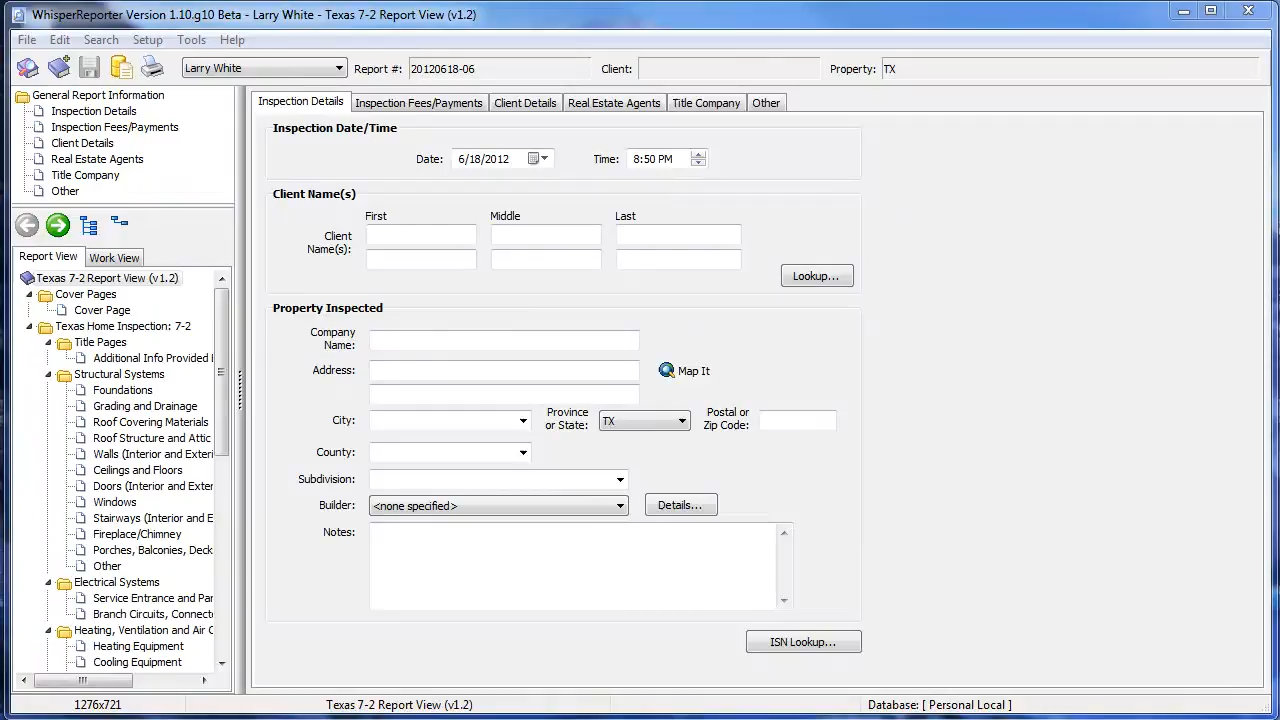 WhisperReporter Version 1.10.g10 Beta - Larry White - Texas 7-2 Report View (v1.2)
File Edit Search Setup Tools Help
Larry White Report #: 20120618-06 Client: Property: TX
General Report Information
Inspection Details
Inspection Fees/Payments
Client Details
Real Estate Agents
Title Company
Other
Report View Work View
Texas 7-2 Report View (v1.2)
Cover Pages
Cover Page
Texas Home Inspection: 7-2
Title Pages
Additional Info Provided
Structural Systems
Foundations
Grading and Drainage
Roof Covering Materials
Roof Structure and Attic
Walls (Interior and Exteri
Ceilings and Floors
Doors (Interior and Exteri
Windows
Stairways (Interior and E
Fireplace/Chimney
Porches, Balconies, Deck
Other
Electrical Systems
Service Entrance and Pan
Branch Circuits, Connecte
Heating, Ventilation and Air C
Heating Equipment
Cooling Equipment
Inspection Details Inspection Fees/Payments Client Details Real Estate Agents Title Company Other
Inspection Date/Time
Date: 6/18/2012 Time: 8:50 PM
Client Name(s)
First Middle Last
Client
Name(s):
Lookup...
Property Inspected
Company
Name:
Address: Map It
City: Province
or State: TX Postal or
Zip Code:
County:
Subdivision:
Builder: <none specified> Details...
Notes:
ISN Lookup...
1276x721 Texas 7-2 Report View (v1.2) Database: [ Personal Local ]